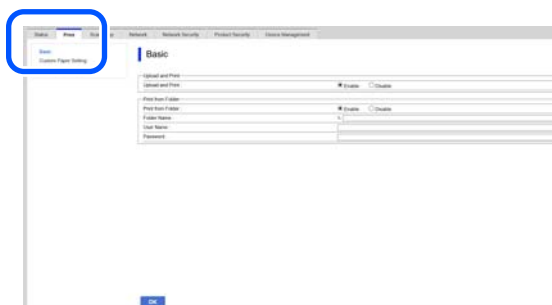 Status Print Network Network Security Product Security Device Management
Basic
Custom Paper Setting
Basic
Upload and Print
Upload and Print Enable Disable
Print from Folder
Print from Folder Enable Disable
Folder Name
User Name
Password
OK